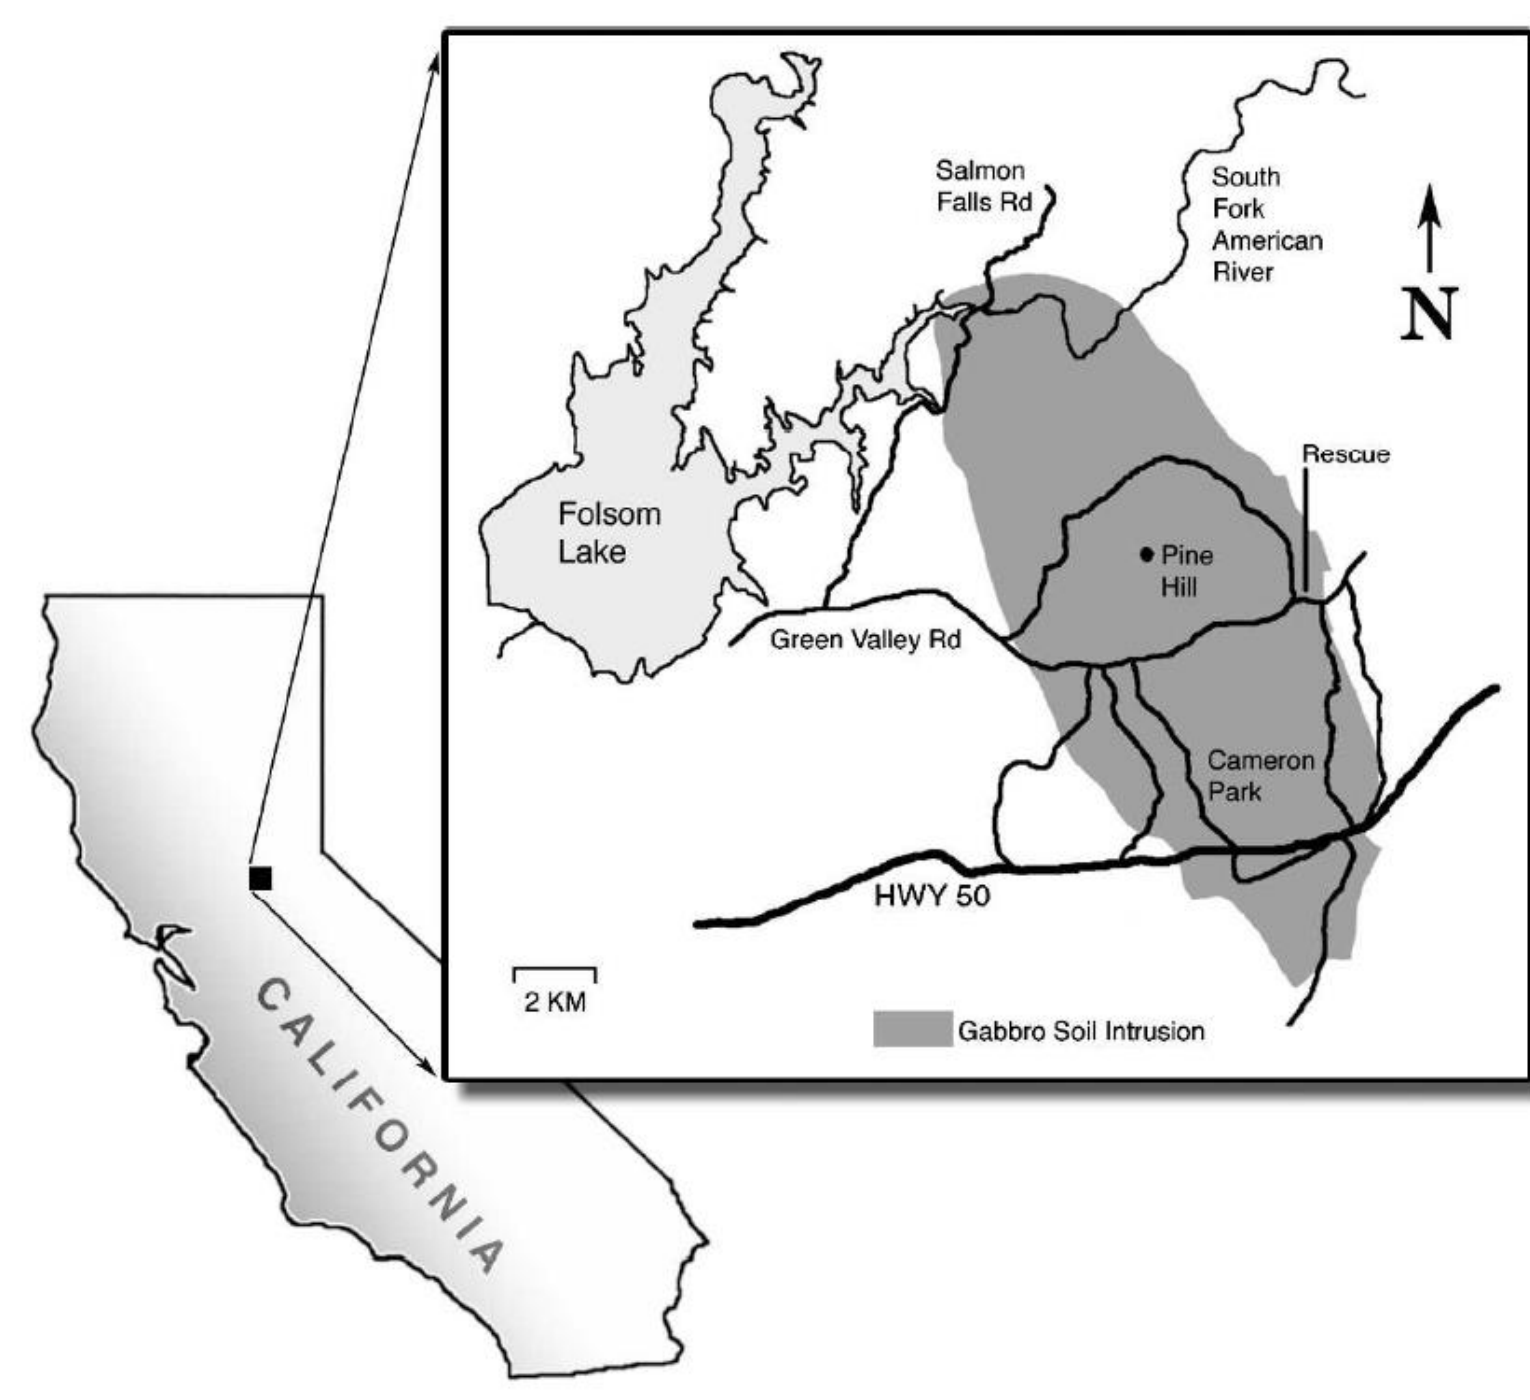 Salmon
Falls Rd
South
Fork
American
River
N
Rescue
Folsom
Lake
Pine
Hill
Green Valley Rd
Cameron
Park
HWY 50
2 KM
Gabbro Soil Intrusion
CALIFORNIA